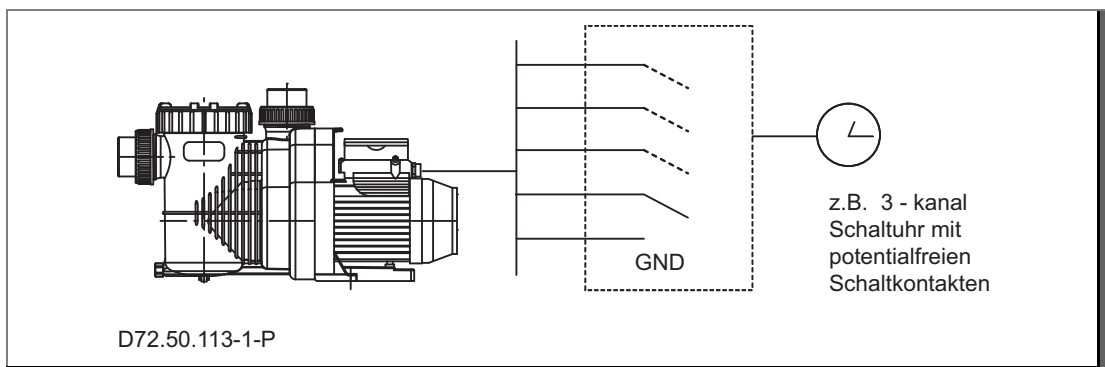 GND
z.B. 3 - kanal
Schaltuhr mit
potentialfreien
Schaltkontakten
D72.50.113-1-P